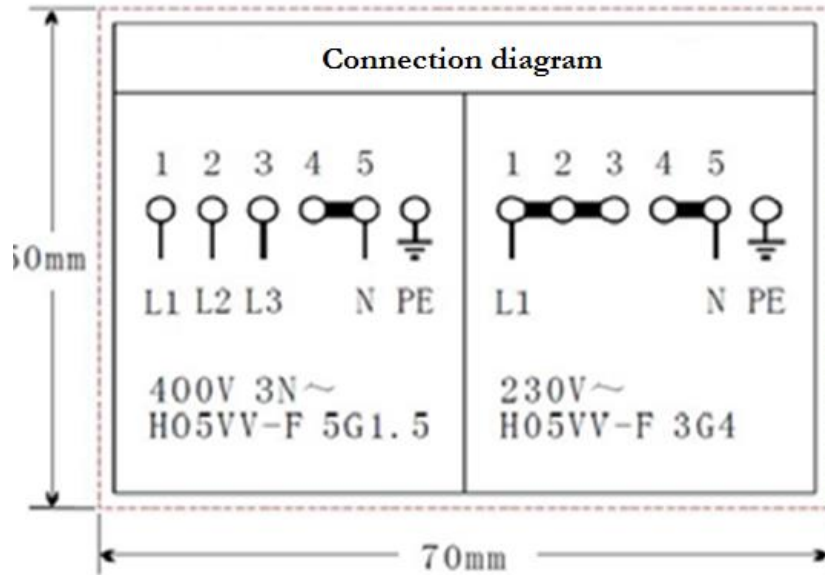 Connection diagram
1 2 3 4 5
L1 L2 L3 N PE
400V 3N～
H05VV-F 5G1.5
1 2 3 4 5
L1 N PE
230V～
H05VV-F 3G4
50mm
70mm